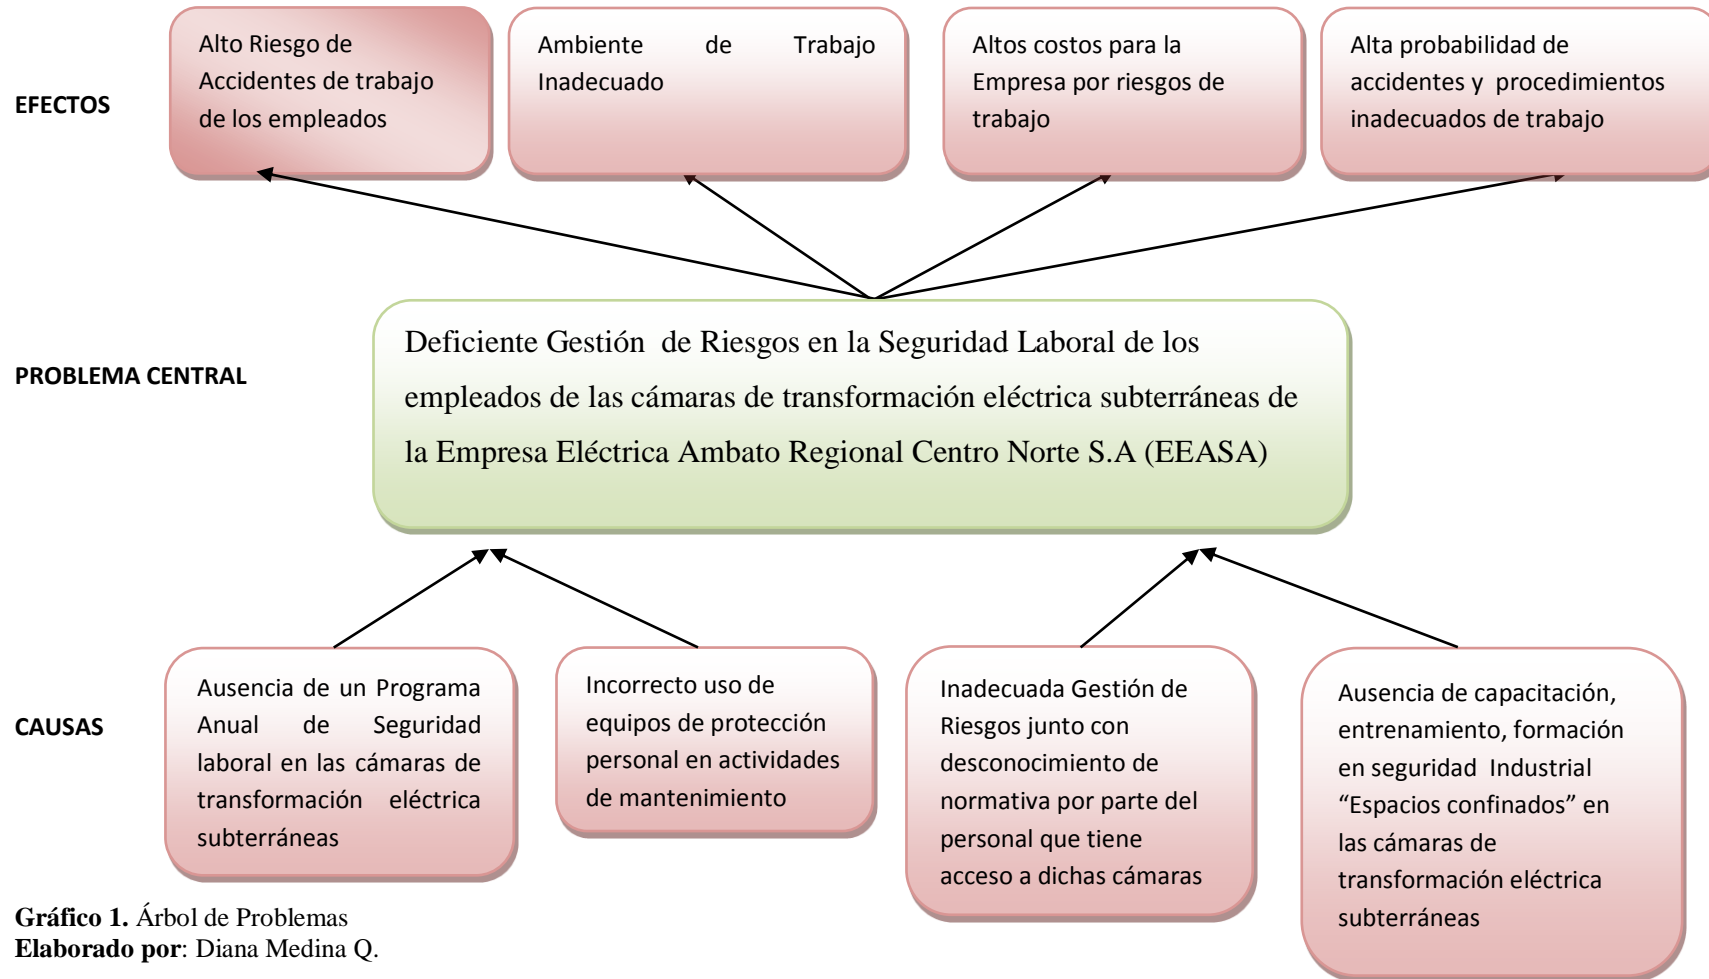 EFECTOS
Alto Riesgo de
Accidentes de trabajo
de los empleados
Ambiente de Trabajo
Inadecuado
Altos costos para la
Empresa por riesgos de
trabajo
Alta probabilidad de
accidentes y procedimientos
inadecuados de trabajo
PROBLEMA CENTRAL
Deficiente Gestión de Riesgos en la Seguridad Laboral de los
empleados de las cámaras de transformación eléctrica subterráneas de
la Empresa Eléctrica Ambato Regional Centro Norte S.A (EEASA)
CAUSAS
Ausencia de un Programa
Anual de Seguridad
laboral en las cámaras de
transformación eléctrica
subterráneas
Incorrecto uso de
equipos de protección
personal en actividades
de mantenimiento
Inadecuada Gestión de
Riesgos junto con
desconocimiento de
normativa por parte del
personal que tiene
acceso a dichas cámaras
Ausencia de capacitación,
entrenamiento, formación
en seguridad Industrial
“Espacios confinados” en
las cámaras de
transformación eléctrica
subterráneas
Gráfico 1. Árbol de Problemas
Elaborado por: Diana Medina Q.